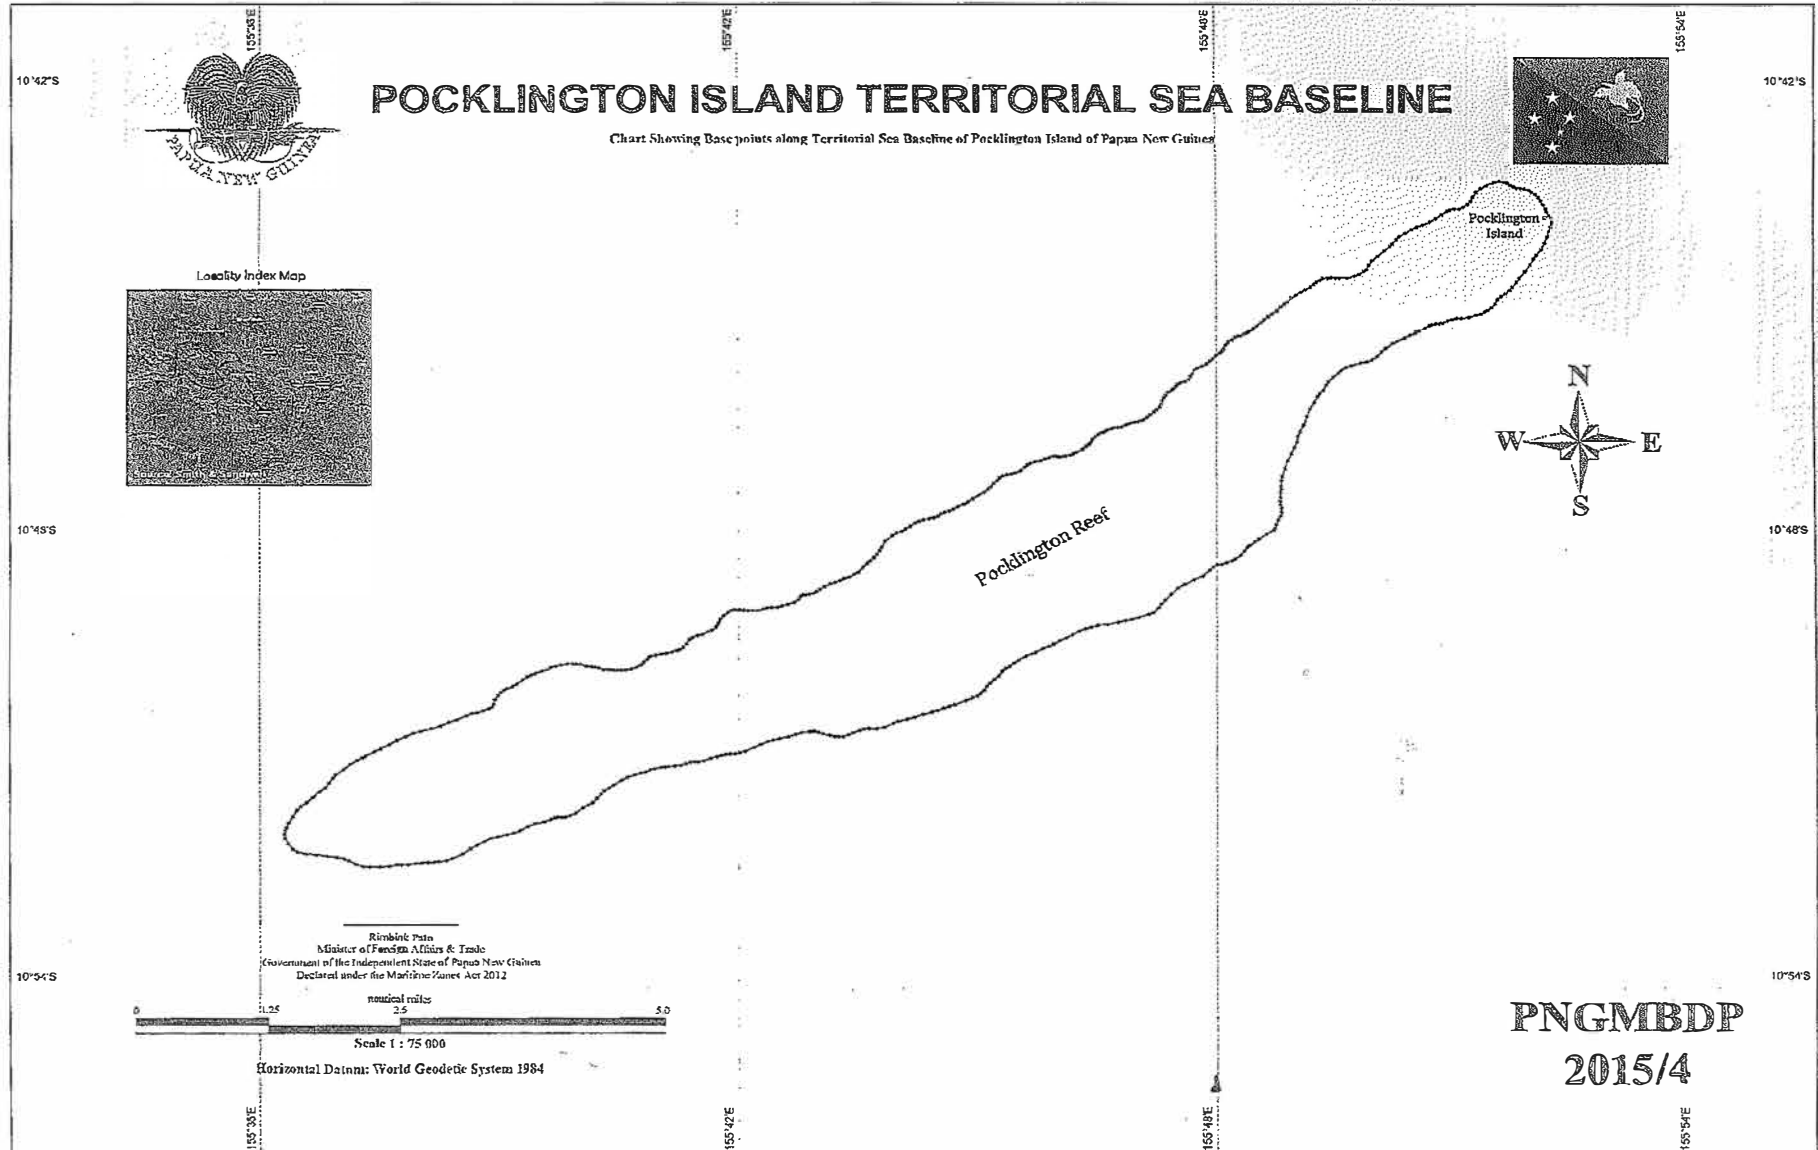 155°42'E
155°48'E
155°54'E
10°42'S
10°42'S
POCKLINGTON ISLAND TERRITORIAL SEA BASELINE
Chart Showing Base points along Territorial Sea Baseline of Pocklington Island of Papua New Guinea
PAPUA NEW GUINEA
Pocklington
Island
Locality Index Map
N
W
E
S
10°48'S
10°48'S
Pocklington Reef
Rimbink Pato
Minister of Foreign Affairs & Trade
Government of the Independent State of Papua New Guinea
Declared under the Maritime Zones Act 2012
10°54'S
10°54'S
nautical miles
0 1.25 2.5 5.0
Scale 1 : 75 000
Horizontal Datum: World Geodetic System 1984
PNGMBDP
2015/4
155°42'E
155°48'E
155°54'E